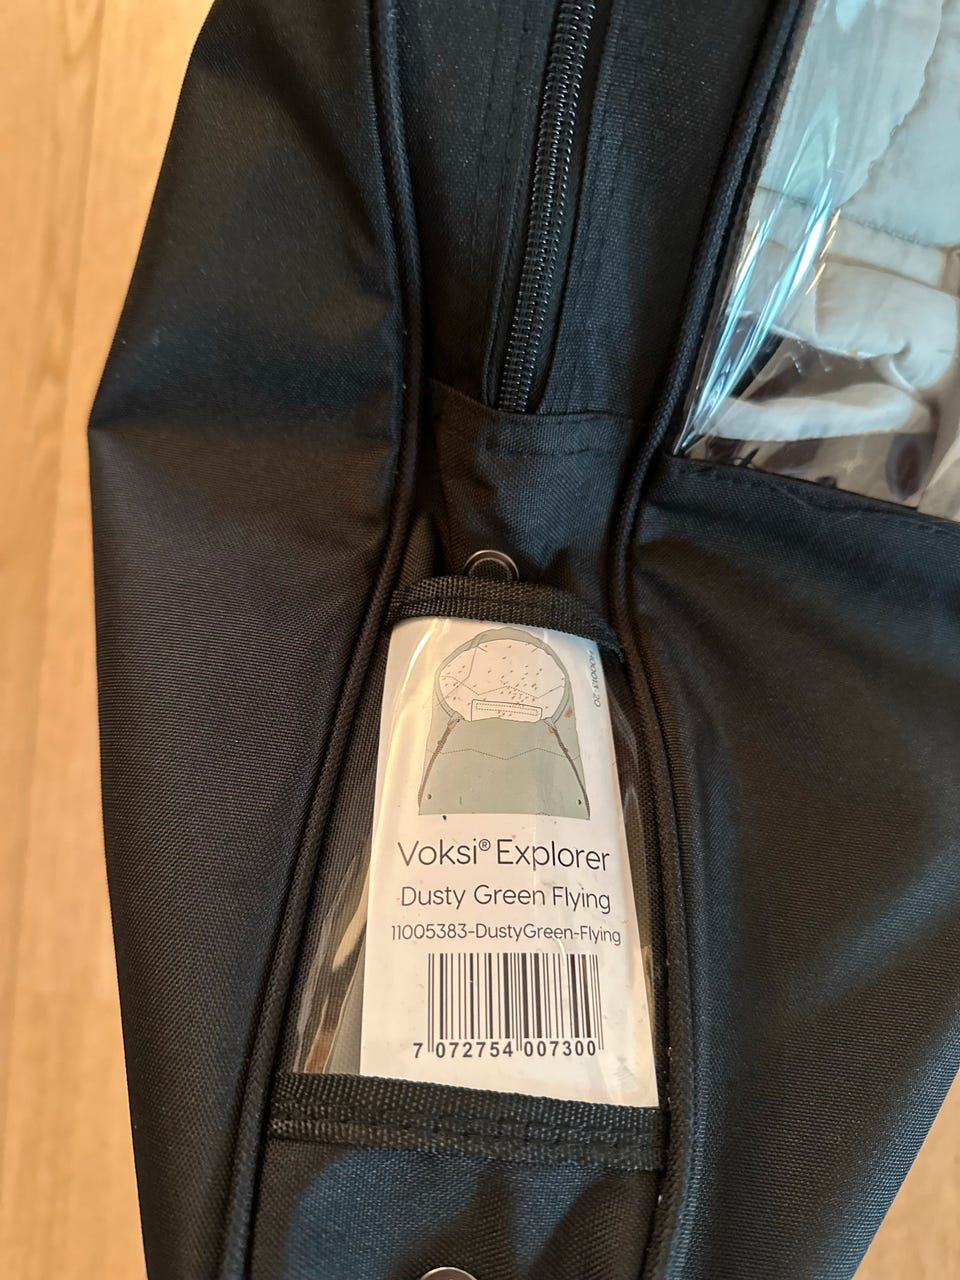 Voksi® Explorer
Dusty Green Flying
11005383-DustyGreen-Flying
7 072754 007300